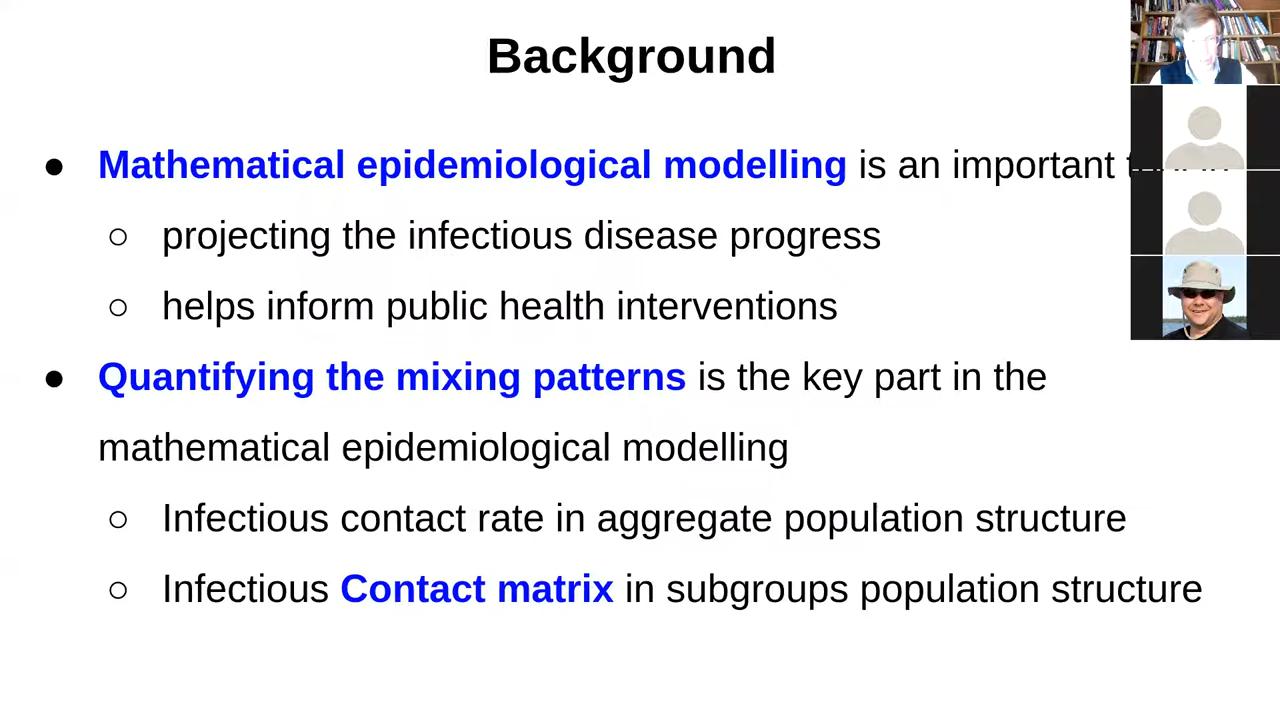 Background
● Mathematical epidemiological modelling is an important
○ projecting the infectious disease progress
○ helps inform public health interventions
● Quantifying the mixing patterns is the key part in the
mathematical epidemiological modelling
○ Infectious contact rate in aggregate population structure
○ Infectious Contact matrix in subgroups population structure